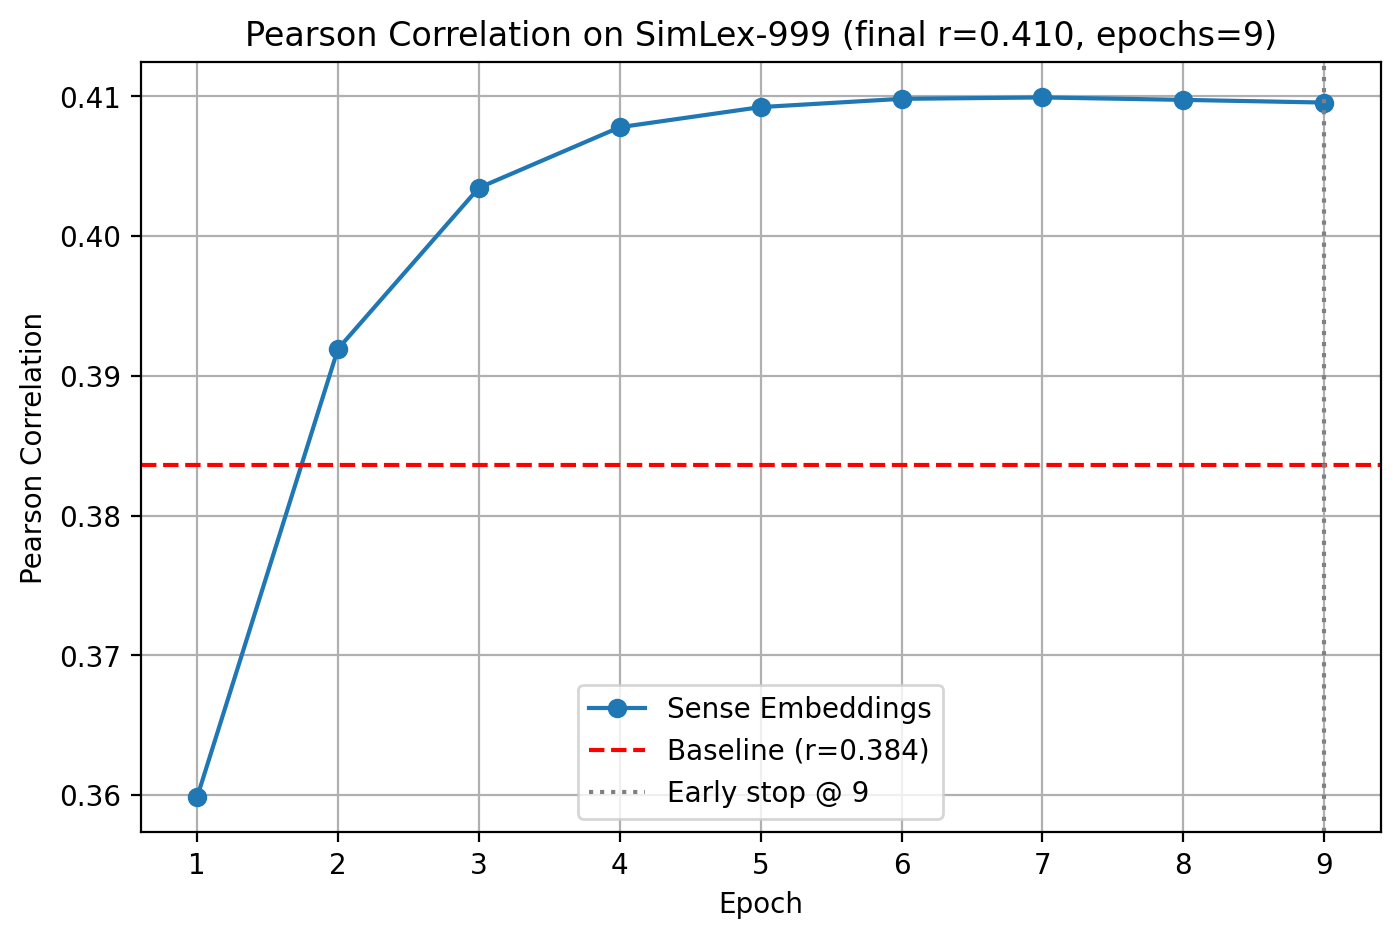 Pearson Correlation on SimLex-999 (final r=0.410, epochs=9)
Pearson Correlation
0.41
0.40
0.39
0.38
0.37
0.36
Sense Embeddings
Baseline (r=0.384)
Early stop @ 9
1 2 3 4 5 6 7 8 9
Epoch